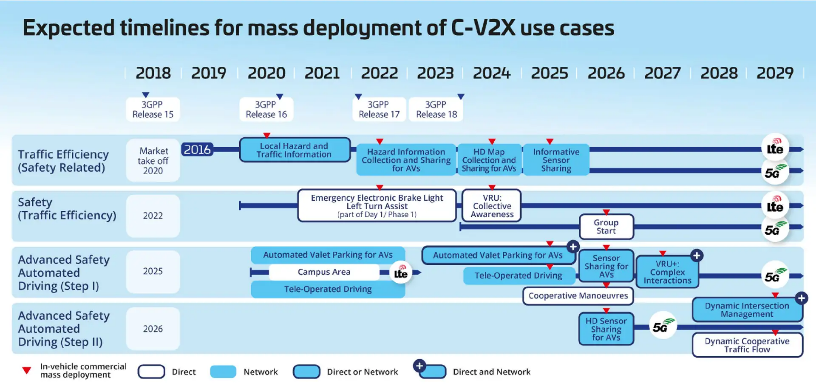 Expected timelines for mass deployment of C-V2X use cases
2018 2019 2020 2021 2022 2023 2024 2025 2026 2027 2028 2029
3GPP
Release 15
3GPP
Release 16
3GPP
Release 17
3GPP
Release 18
Traffic Efficiency
(Safety Related)
Market
take off
2020
2016
Local Hazard and
Traffic Information
Hazard Information
Collection and Sharing
for AVs
HD Map
Collection and
Sharing for AVs
Informative
Sensor
Sharing
Lte
5G
Safety
(Traffic Efficiency)
2022
Emergency Electronic Brake Light
Left Turn Assist
(part of Day 1/ Phase 1)
VRU:
Collective
Awareness
Group
Start
Lte
5G
Advanced Safety
Automated
Driving (Step I)
2025
Automated Valet Parking for AVs
Campus Area
Lte
Tele-Operated Driving
Automated Valet Parking for AVs
+
Tele-Operated Driving
Cooperative Manoeuvres
Sensor
Sharing for
AVs
VRU+:
Complex
Interactions
+
5G
Advanced Safety
Automated
Driving (Step II)
2026
HD Sensor
Sharing
for AVs
5G
Dynamic Intersection
Management
+
Dynamic Cooperative
Traffic Flow
In-vehicle commercial
mass deployment
Direct
Network
Direct or Network
+
Direct and Network